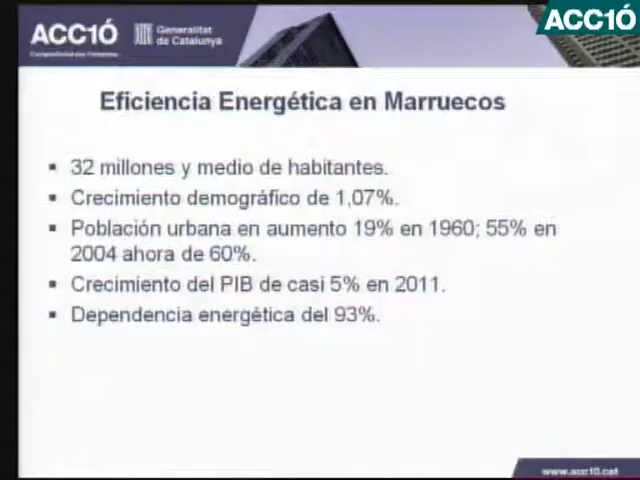 ACC1Ó
Generalitat
de Catalunya
ACC1Ó
Eficiencia Energética en Marruecos
▪ 32 millones y medio de habitantes.
▪ Crecimiento demográfico de 1,07%.
▪ Población urbana en aumento 19% en 1960; 55% en
2004 ahora de 60%.
▪ Crecimiento del PIB de casi 5% en 2011.
▪ Dependencia energética del 93%.
www.acc10.cat